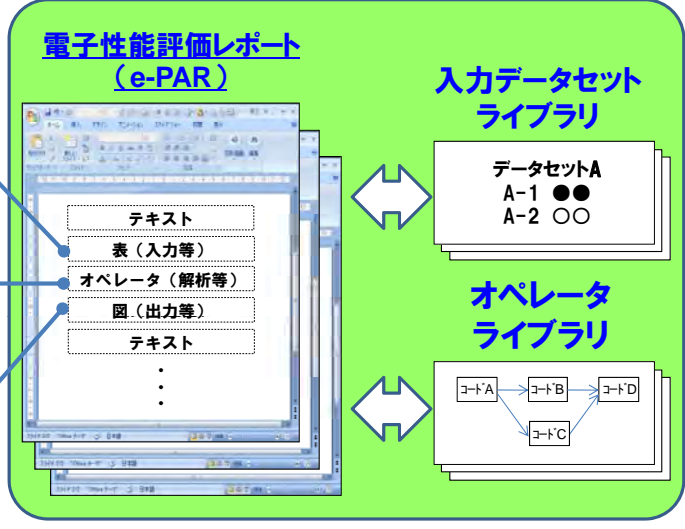 電子性能評価レポート
（e-PAR）
テキスト
表（入力等）
オペレータ（解析等）
図（出力等）
テキスト
・
・
・
入力データセット
ライブラリ
データセットA
A-1 ●●
A-2 ○○
オペレータ
ライブラリ
ｺｰﾄﾞA
ｺｰﾄﾞB
ｺｰﾄﾞD
ｺｰﾄﾞC